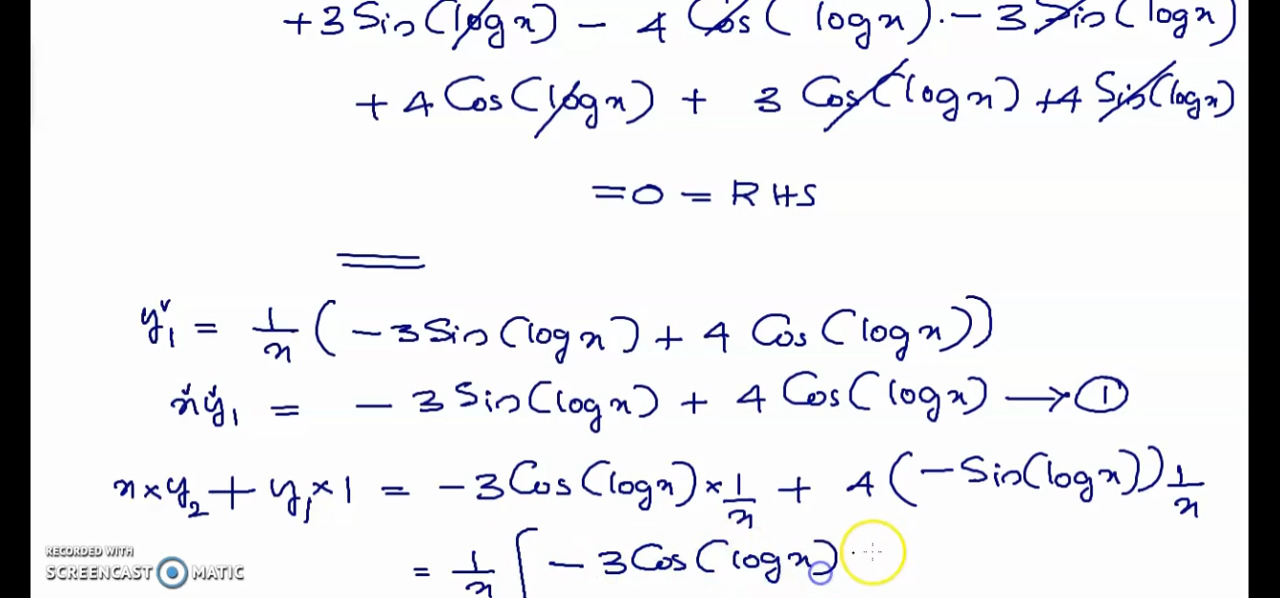 +3 Sin(log x) - 4 Cos(log x) - 3 Sin(log x)
+ 4 Cos(log x) + 3 Cos(log x) + 4 Sin(log x)
= 0 = RHS
y₁ = 1/x (-3 Sin(log x) + 4 Cos(log x))
x y₁ = -3 Sin(log x) + 4 Cos(log x) → ①
x × y₂ + y₁ × 1 = -3 Cos(log x) × 1/x + 4 (-Sin(log x)) 1/x
= 1/x [ -3 Cos(log x)
RECORDED WITH
SCREENCAST MATIC